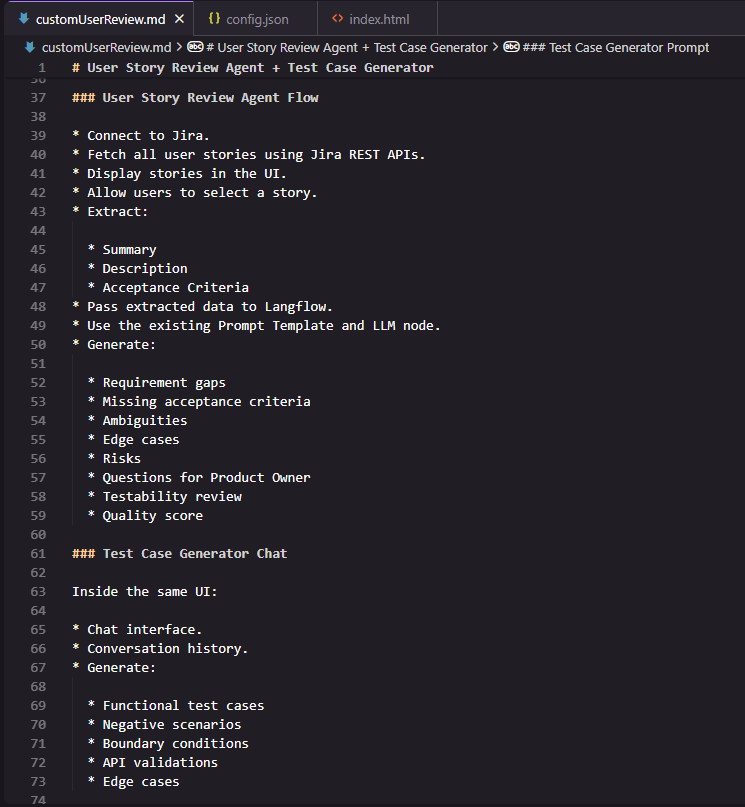 customUserReview.md × {} config.json <> index.html
customUserReview.md > # User Story Review Agent + Test Case Generator > ### Test Case Generator Prompt
1 # User Story Review Agent + Test Case Generator
36
37 ### User Story Review Agent Flow
38
39 * Connect to Jira.
40 * Fetch all user stories using Jira REST APIs.
41 * Display stories in the UI.
42 * Allow users to select a story.
43 * Extract:
44
45 * Summary
46 * Description
47 * Acceptance Criteria
48 * Pass extracted data to Langflow.
49 * Use the existing Prompt Template and LLM node.
50 * Generate:
51
52 * Requirement gaps
53 * Missing acceptance criteria
54 * Ambiguities
55 * Edge cases
56 * Risks
57 * Questions for Product Owner
58 * Testability review
59 * Quality score
60
61 ### Test Case Generator Chat
62
63 Inside the same UI:
64
65 * Chat interface.
66 * Conversation history.
67 * Generate:
68
69 * Functional test cases
70 * Negative scenarios
71 * Boundary conditions
72 * API validations
73 * Edge cases
74